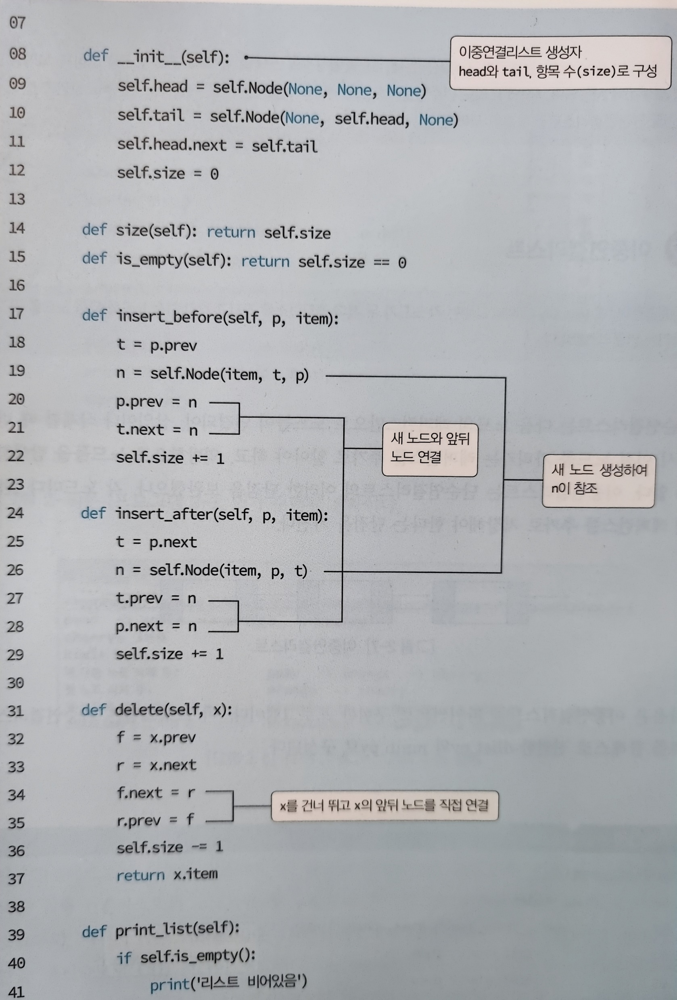 07
08 def __init__(self):
이중연결리스트 생성자
head와 tail, 항목 수(size)로 구성
09 self.head = self.Node(None, None, None)
10 self.tail = self.Node(None, self.head, None)
11 self.head.next = self.tail
12 self.size = 0
13
14 def size(self): return self.size
15 def is_empty(self): return self.size == 0
16
17 def insert_before(self, p, item):
18 t = p.prev
19 n = self.Node(item, t, p)
20 p.prev = n
21 t.next = n
새 노드와 앞뒤
노드 연결
22 self.size += 1
새 노드 생성하여
n이 참조
23
24 def insert_after(self, p, item):
25 t = p.next
26 n = self.Node(item, p, t)
27 t.prev = n
28 p.next = n
29 self.size += 1
30
31 def delete(self, x):
32 f = x.prev
33 r = x.next
34 f.next = r
x를 건너 뛰고 x의 앞뒤 노드를 직접 연결
35 r.prev = f
36 self.size -= 1
37 return x.item
38
39 def print_list(self):
40 if self.is_empty():
41 print('리스트 비어있음')